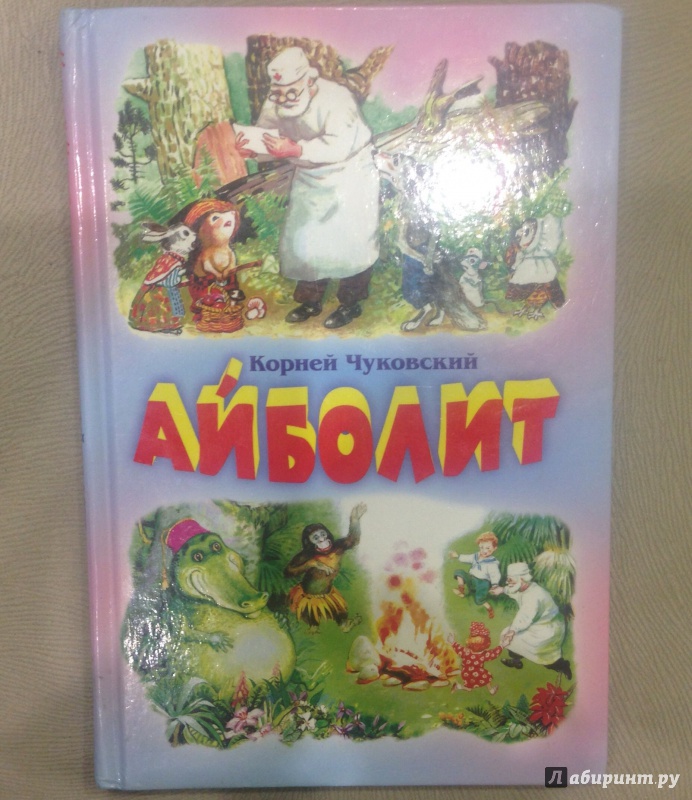 Корней Чуковский
АЙБОЛИТ
Лабиринт.ру